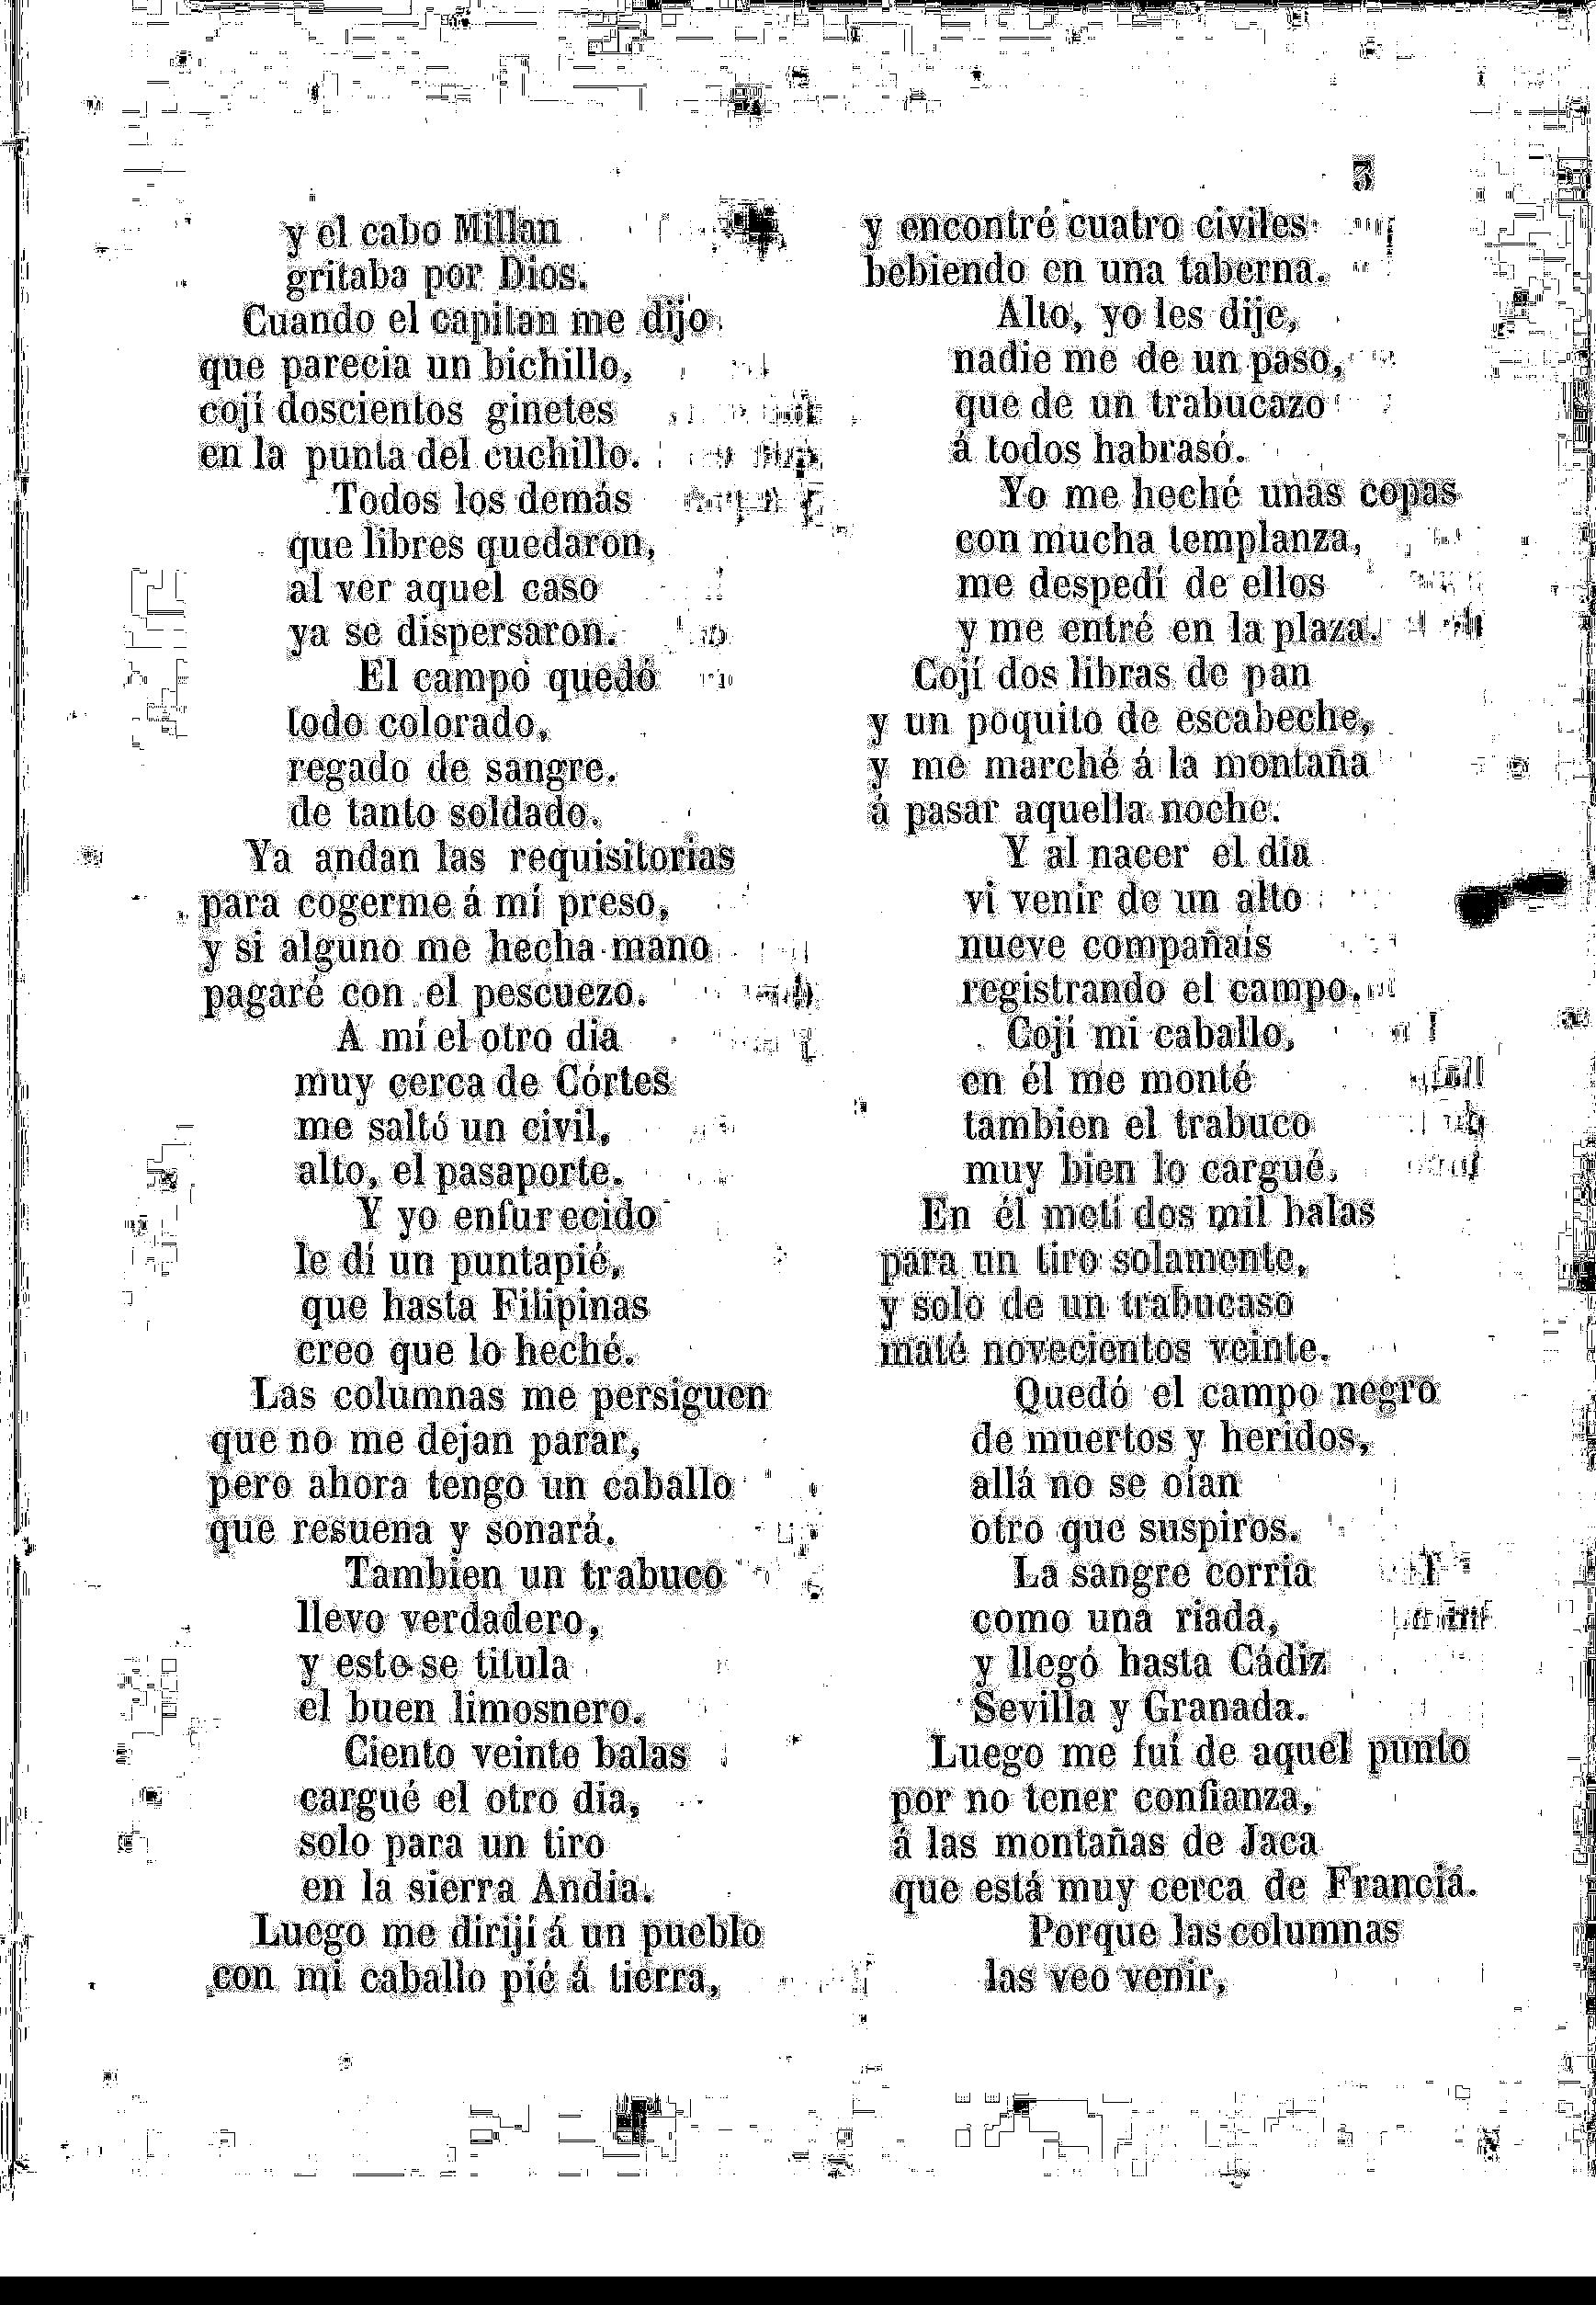 3
y el cabo Millan
gritaba por Dios.
Cuando el capitan me dijo
que parecia un bichillo,
cojí doscientos ginetes
en la punta del cuchillo.
Todos los demás
que libres quedaron,
al ver aquel caso
ya se dispersaron.
El campo quedó
todo colorado,
regado de sangre.
de tanto soldado.
Ya andan las requisitorias
para cogerme á mí preso,
y si alguno me hecha mano
pagaré con el pescuezo.
A mí el otro dia
muy cerca de Córtes
me saltó un civil,
alto, el pasaporte.
Y yo enfurecido
le dí un puntapié,
que hasta Filipinas
creo que lo heché.
Las columnas me persiguen
que no me dejan parar,
pero ahora tengo un caballo
que resuena y sonará.
Tambien un trabuco
llevo verdadero,
y esto se titula
el buen limosnero.
Ciento veinte balas
cargué el otro dia,
solo para un tiro
en la sierra Andia.
Luego me dirijí á un pueblo
con mi caballo pié á tierra,
y encontré cuatro civiles
bebiendo en una taberna.
Alto, yo les dije,
nadie me de un paso,
que de un trabucazo
á todos habrasó.
Yo me heché unas copas
con mucha templanza,
me despedí de ellos
y me entré en la plaza.
Cojí dos libras de pan
y un poquito de escabeche,
y me marché á la montaña
á pasar aquella noche.
Y al nacer el dia
vi venir de un alto
nueve compañais
registrando el campo.
Cojí mi caballo,
en él me monté
tambien el trabuco
muy bien lo cargué.
En él metí dos mil balas
para un tiro solamente,
y solo de un trabucaso
maté novecientos veinte.
Quedó el campo negro
de muertos y heridos,
allá no se oian
otro que suspiros.
La sangre corria
como una riada,
y llegó hasta Cádiz
Sevilla y Granada.
Luego me fuí de aquel punto
por no tener confianza,
á las montañas de Jaca
que está muy cerca de Francia.
Porque las columnas
las veo venir,